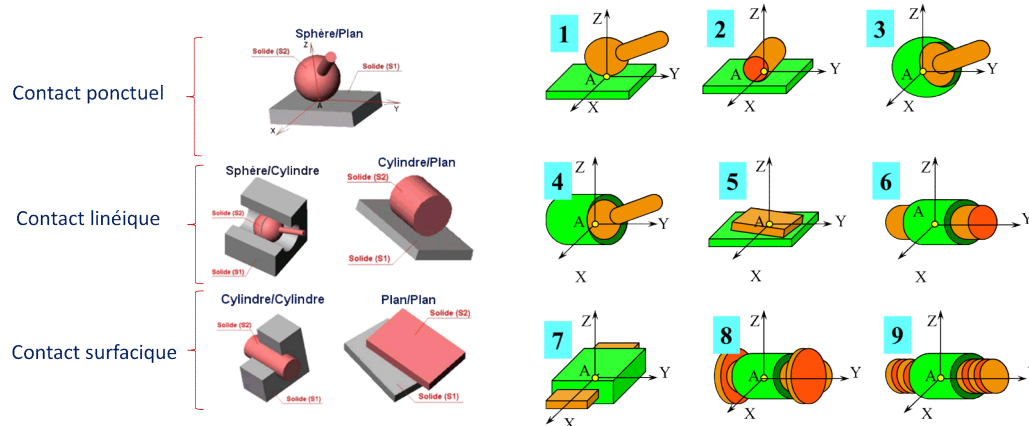 Contact ponctuel
Sphère/Plan
Solide (S2)
Z
Solide (S1)
A
Y
X
Contact linéique
Sphère/Cylindre
Solide (S2)
Solide (S1)
Cylindre/Plan
Solide (S2)
Solide (S1)
Contact surfacique
Cylindre/Cylindre
Solide (S2)
Solide (S1)
Plan/Plan
Solide (S2)
Solide (S1)
1
Z
A
Y
X
2
Z
A
Y
X
3
Z
A
Y
X
4
Z
A
Y
X
5
Z
A
Y
X
6
Z
A
Y
X
7
Z
A
Y
X
8
Z
A
Y
X
9
Z
A
Y
X